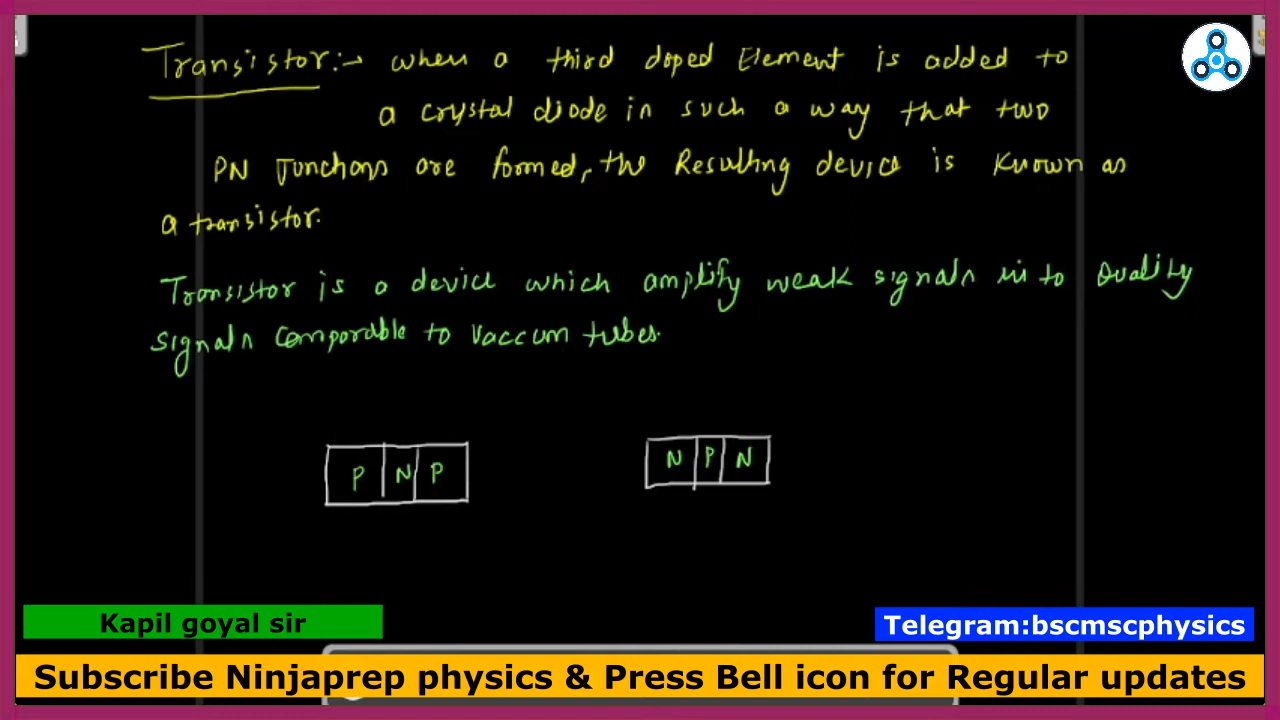 Transistor:→ when a third doped Element is added to
a crystal diode in such a way that two
PN Junctions are formed, the Resulting device is known as
a transistor.
Transistor is a device which amplify weak signals in to Quality
signals comparable to vaccum tubes.
P N P
N P N
Kapil goyal sir
Telegram:bscmscphysics
Subscribe Ninjaprep physics & Press Bell icon for Regular updates